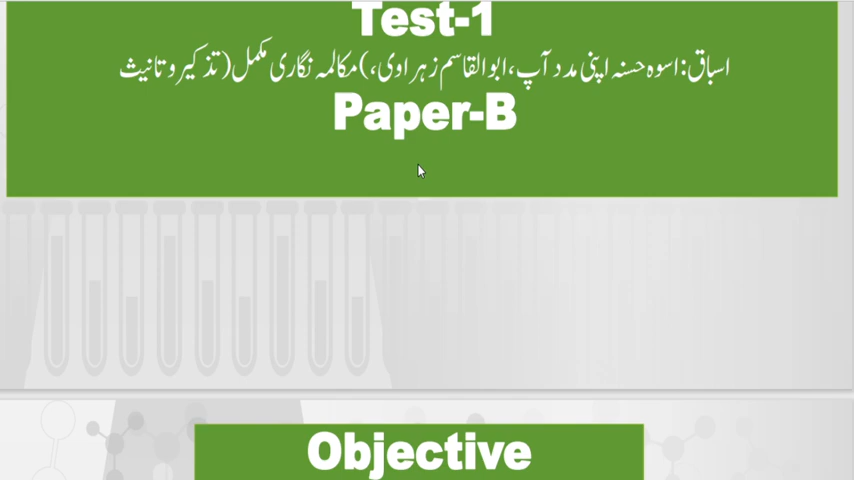 Test-1
اسباق: اسوہ حسنہ اپنی مدد آپ، ابوالقاسم زہراوی،) مکالمہ نگاری مکمل( تذکیر و تانیث
Paper-B
Objective